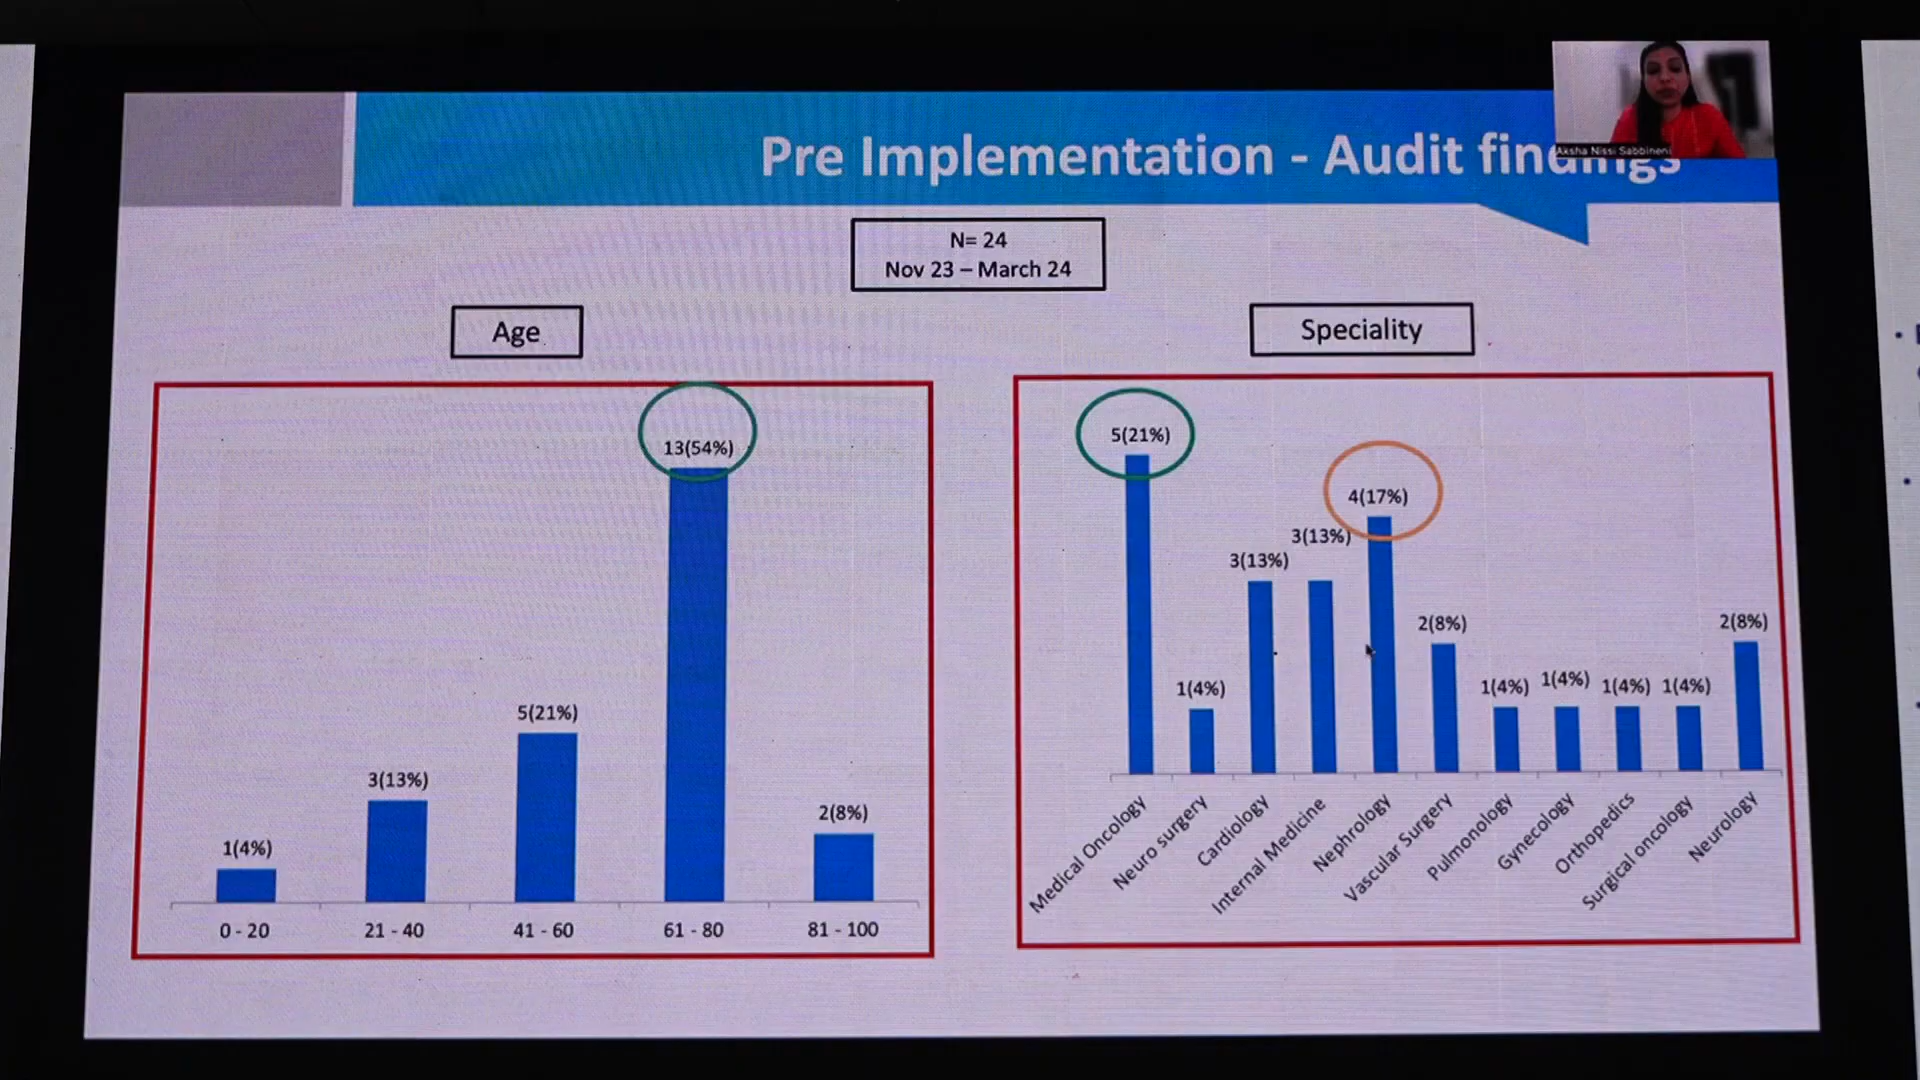 Pre Implementation - Audit findings
Aksha Nissi Sabbineni
N= 24
Nov 23 – March 24
Age
Speciality
13(54%)
5(21%)
3(13%)
2(8%)
1(4%)
0 - 20
21 - 40
41 - 60
61 - 80
81 - 100
5(21%)
4(17%)
3(13%)
3(13%)
2(8%)
2(8%)
1(4%)
1(4%)
1(4%)
1(4%)
1(4%)
Medical Oncology
Neuro surgery
Cardiology
Internal Medicine
Nephrology
Vascular Surgery
Pulmonology
Gynecology
Orthopedics
Surgical oncology
Neurology